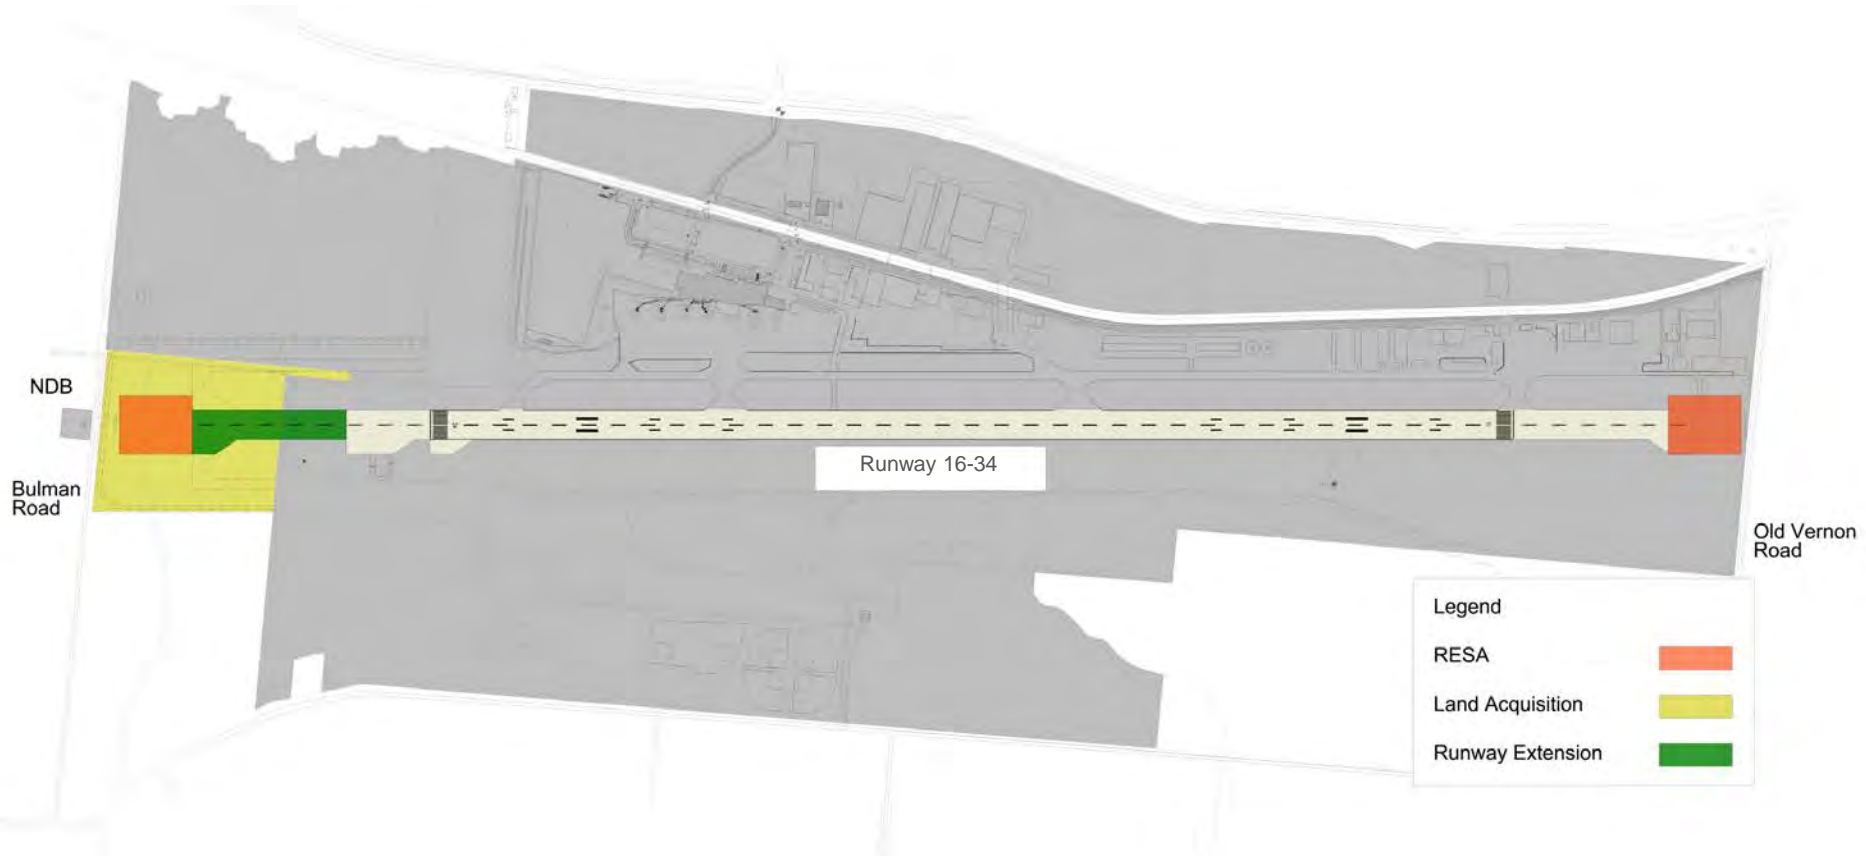 NDB
Bulman
Road
Runway 16-34
Old Vernon
Road
Legend
RESA
Land Acquisition
Runway Extension